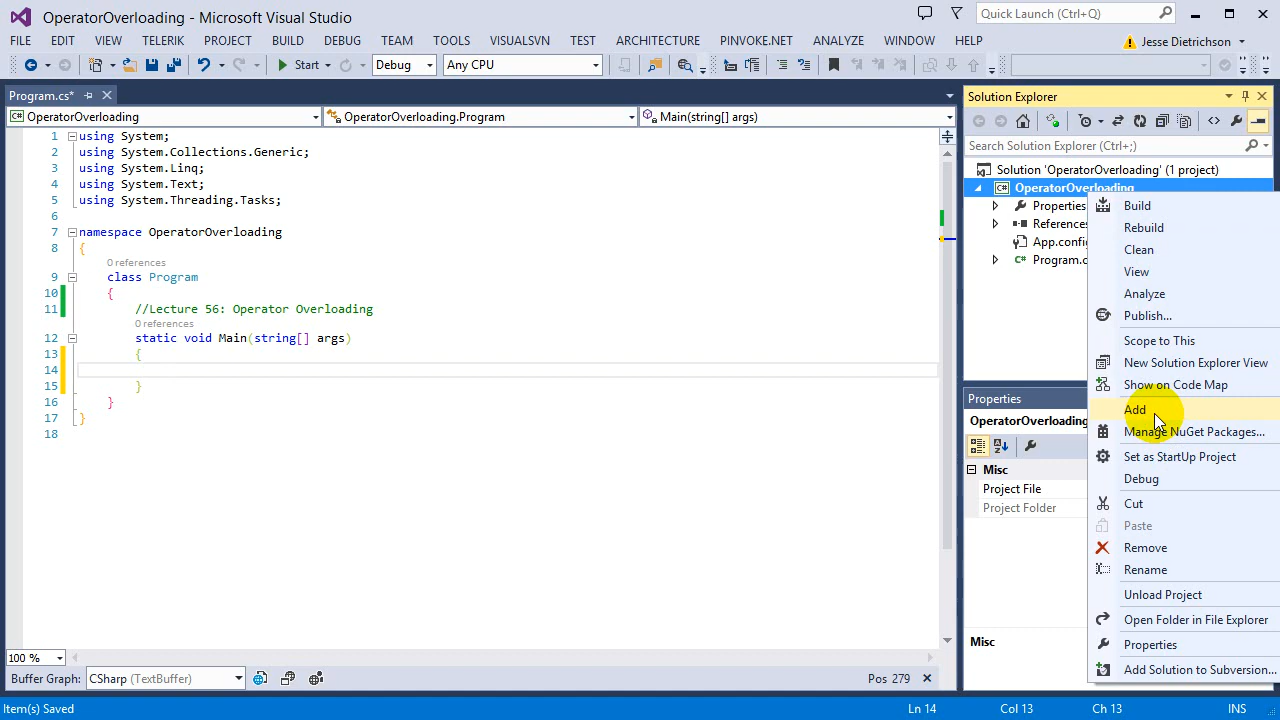 OperatorOverloading - Microsoft Visual Studio
Quick Launch (Ctrl+Q)
FILE EDIT VIEW TELERIK PROJECT BUILD DEBUG TEAM TOOLS VISUALSVN TEST ARCHITECTURE PINVOKE.NET ANALYZE WINDOW HELP
Jesse Dietrichson
Start Debug Any CPU
Program.cs*
OperatorOverloading OperatorOverloading.Program Main(string[] args)
1 using System;
2 using System.Collections.Generic;
3 using System.Linq;
4 using System.Text;
5 using System.Threading.Tasks;
6
7 namespace OperatorOverloading
8 {
0 references
9 class Program
10 {
11 //Lecture 56: Operator Overloading
0 references
12 static void Main(string[] args)
13 {
14
15 }
16 }
17 }
18
100 %
Buffer Graph: CSharp (TextBuffer) Pos 279
Item(s) Saved Ln 14 Col 13 Ch 13 INS
Solution Explorer
Search Solution Explorer (Ctrl+;)
Solution 'OperatorOverloading' (1 project)
OperatorOverloading
Properties
References
App.config
Program.c
Properties
OperatorOverloading
Misc
Project File
Project Folder
Misc
Build
Rebuild
Clean
View
Analyze
Publish...
Scope to This
New Solution Explorer View
Show on Code Map
Add
Manage NuGet Packages...
Set as StartUp Project
Debug
Cut
Paste
Remove
Rename
Unload Project
Open Folder in File Explorer
Properties
Add Solution to Subversion...